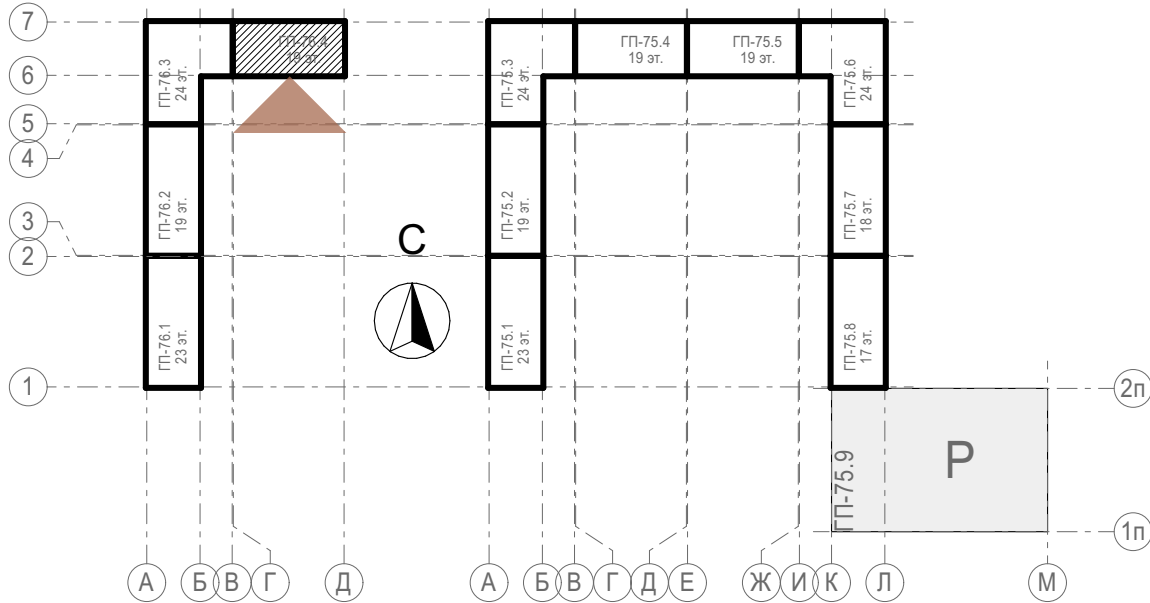 7
6
5
4
3
2
1
ГП-76.3
24 эт.
ГП-76.4
19 эт.
ГП-76.2
19 эт.
ГП-76.1
23 эт.
С
ГП-75.3
24 эт.
ГП-75.4
19 эт.
ГП-75.5
19 эт.
ГП-75.6
24 эт.
ГП-75.2
19 эт.
ГП-75.7
18 эт.
ГП-75.1
23 эт.
ГП-75.8
17 эт.
ГП-75.9
Р
2п
1п
А Б В Г Д
А Б В Г Д Е Ж И К Л М